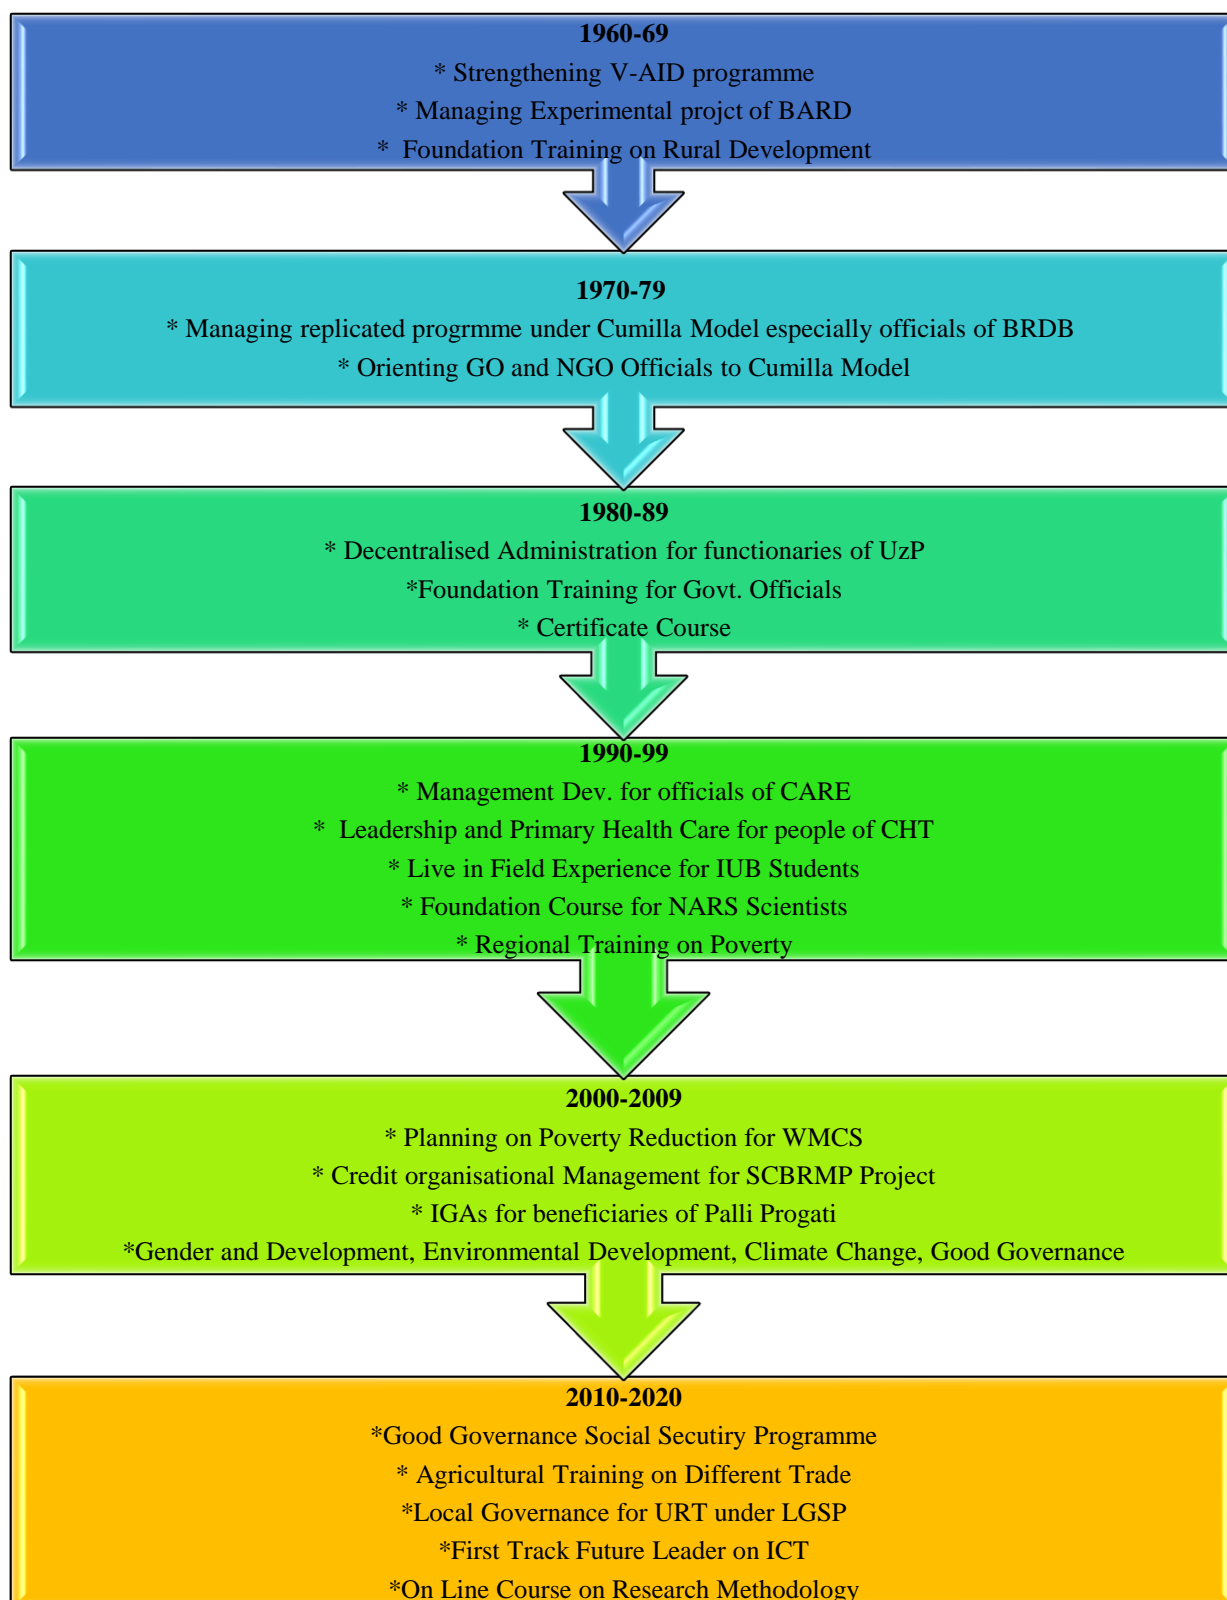 1960-69
* Strengthening V-AID programme
* Managing Experimental projct of BARD
* Foundation Training on Rural Development
1970-79
* Managing replicated progrmme under Cumilla Model especially officials of BRDB
* Orienting GO and NGO Officials to Cumilla Model
1980-89
* Decentralised Administration for functionaries of UzP
*Foundation Training for Govt. Officials
* Certificate Course
1990-99
* Management Dev. for officials of CARE
* Leadership and Primary Health Care for people of CHT
* Live in Field Experience for IUB Students
* Foundation Course for NARS Scientists
* Regional Training on Poverty
2000-2009
* Planning on Poverty Reduction for WMCS
* Credit organisational Management for SCBRMP Project
* IGAs for beneficiaries of Palli Progati
*Gender and Development, Environmental Development, Climate Change, Good Governance
2010-2020
*Good Governance Social Secutiry Programme
* Agricultural Training on Different Trade
*Local Governance for URT under LGSP
*First Track Future Leader on ICT
*On Line Course on Research Methodology